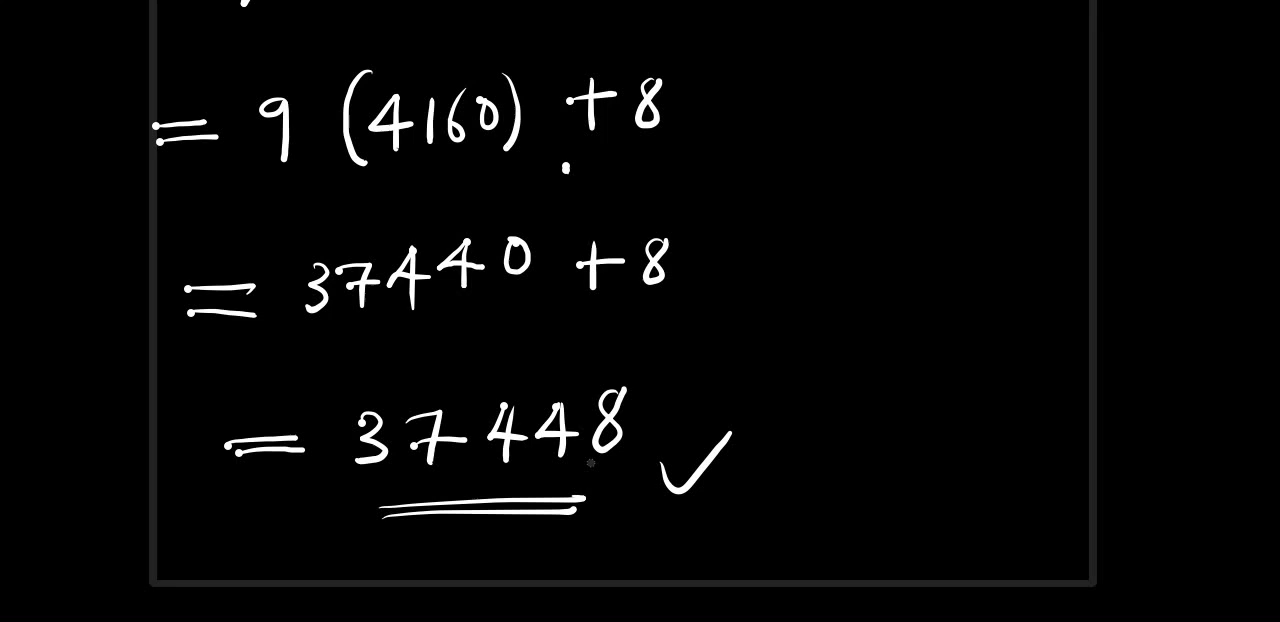 = 9 (4160) + 8
= 37440 + 8
= 37448 ✓